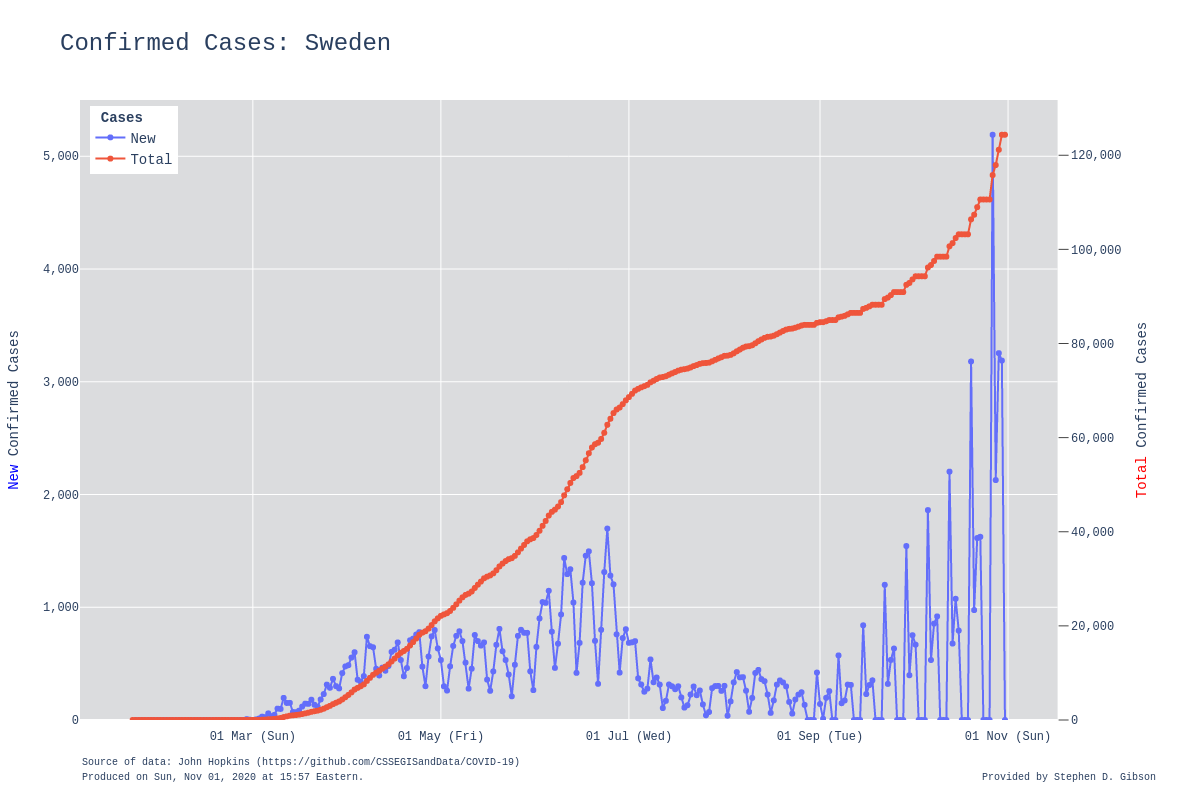 Confirmed Cases: Sweden
Cases
New
Total
5,000
4,000
3,000
2,000
1,000
0
120,000
100,000
80,000
60,000
40,000
20,000
0
New Confirmed Cases
Total Confirmed Cases
01 Mar (Sun)
01 May (Fri)
01 Jul (Wed)
01 Sep (Tue)
01 Nov (Sun)
Source of data: John Hopkins (https://github.com/CSSEGISandData/COVID-19)
Produced on Sun, Nov 01, 2020 at 15:57 Eastern.
Provided by Stephen D. Gibson